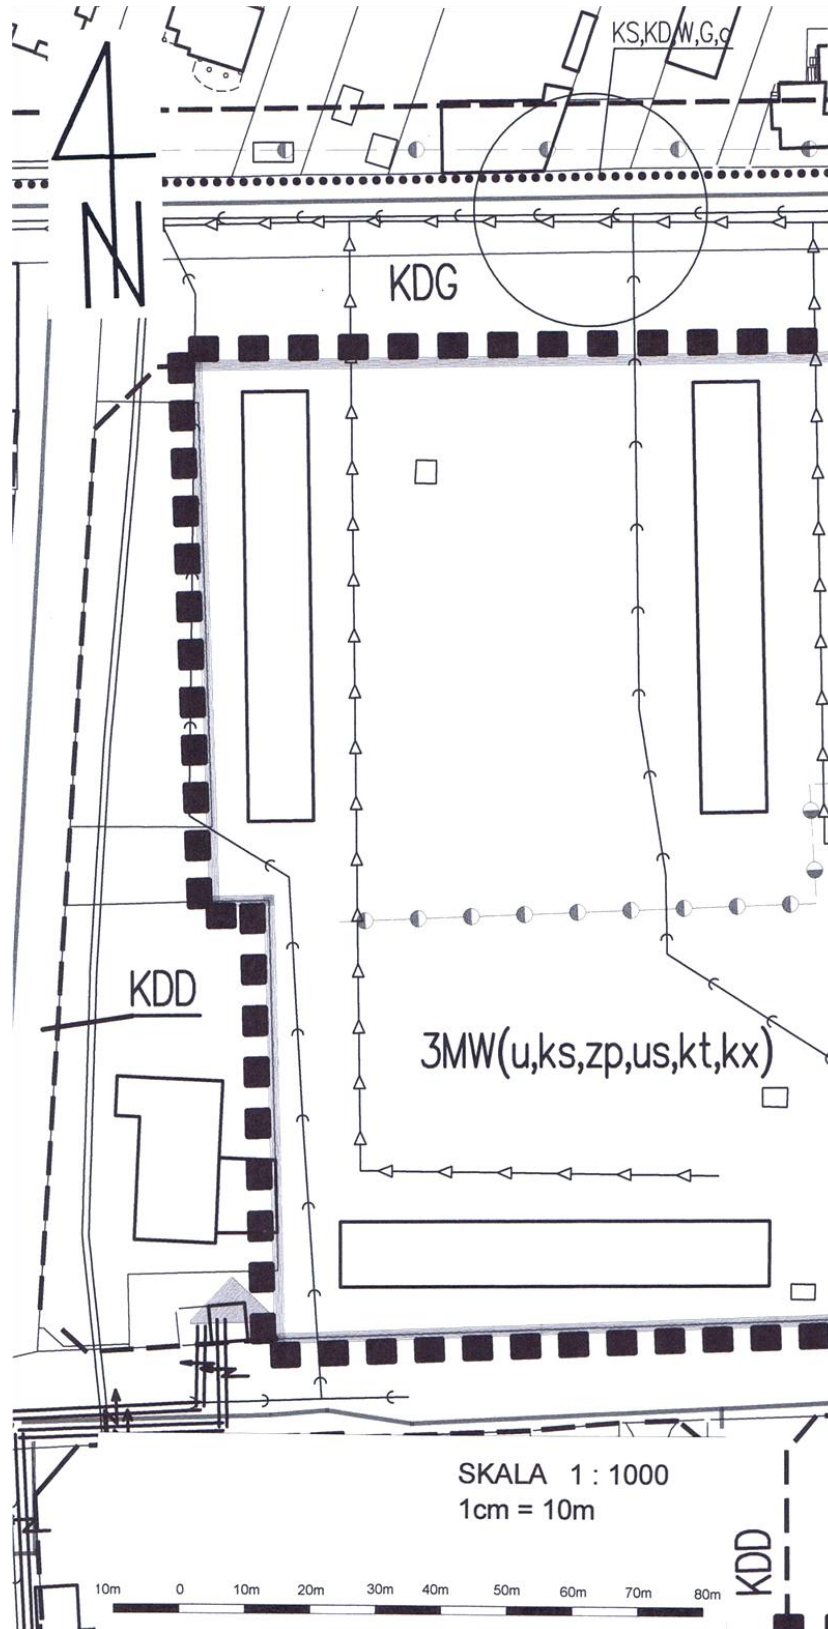 KS,KD,W,G,c
N
KDG
KDD
3MW(u,ks,zp,us,kt,kx)
SKALA 1 : 1000
1cm = 10m
KDD
10m 0 10m 20m 30m 40m 50m 60m 70m 80m